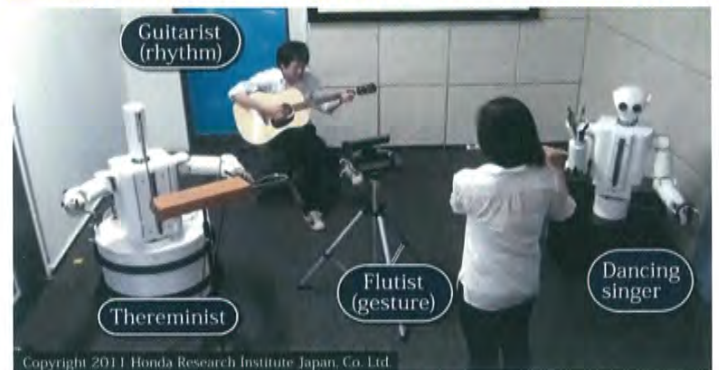 Guitarist
(rhythm)
Thereminist
Flutist
(gesture)
Dancing
singer
Copyright 2011 Honda Research Institute Japan, Co. Ltd.